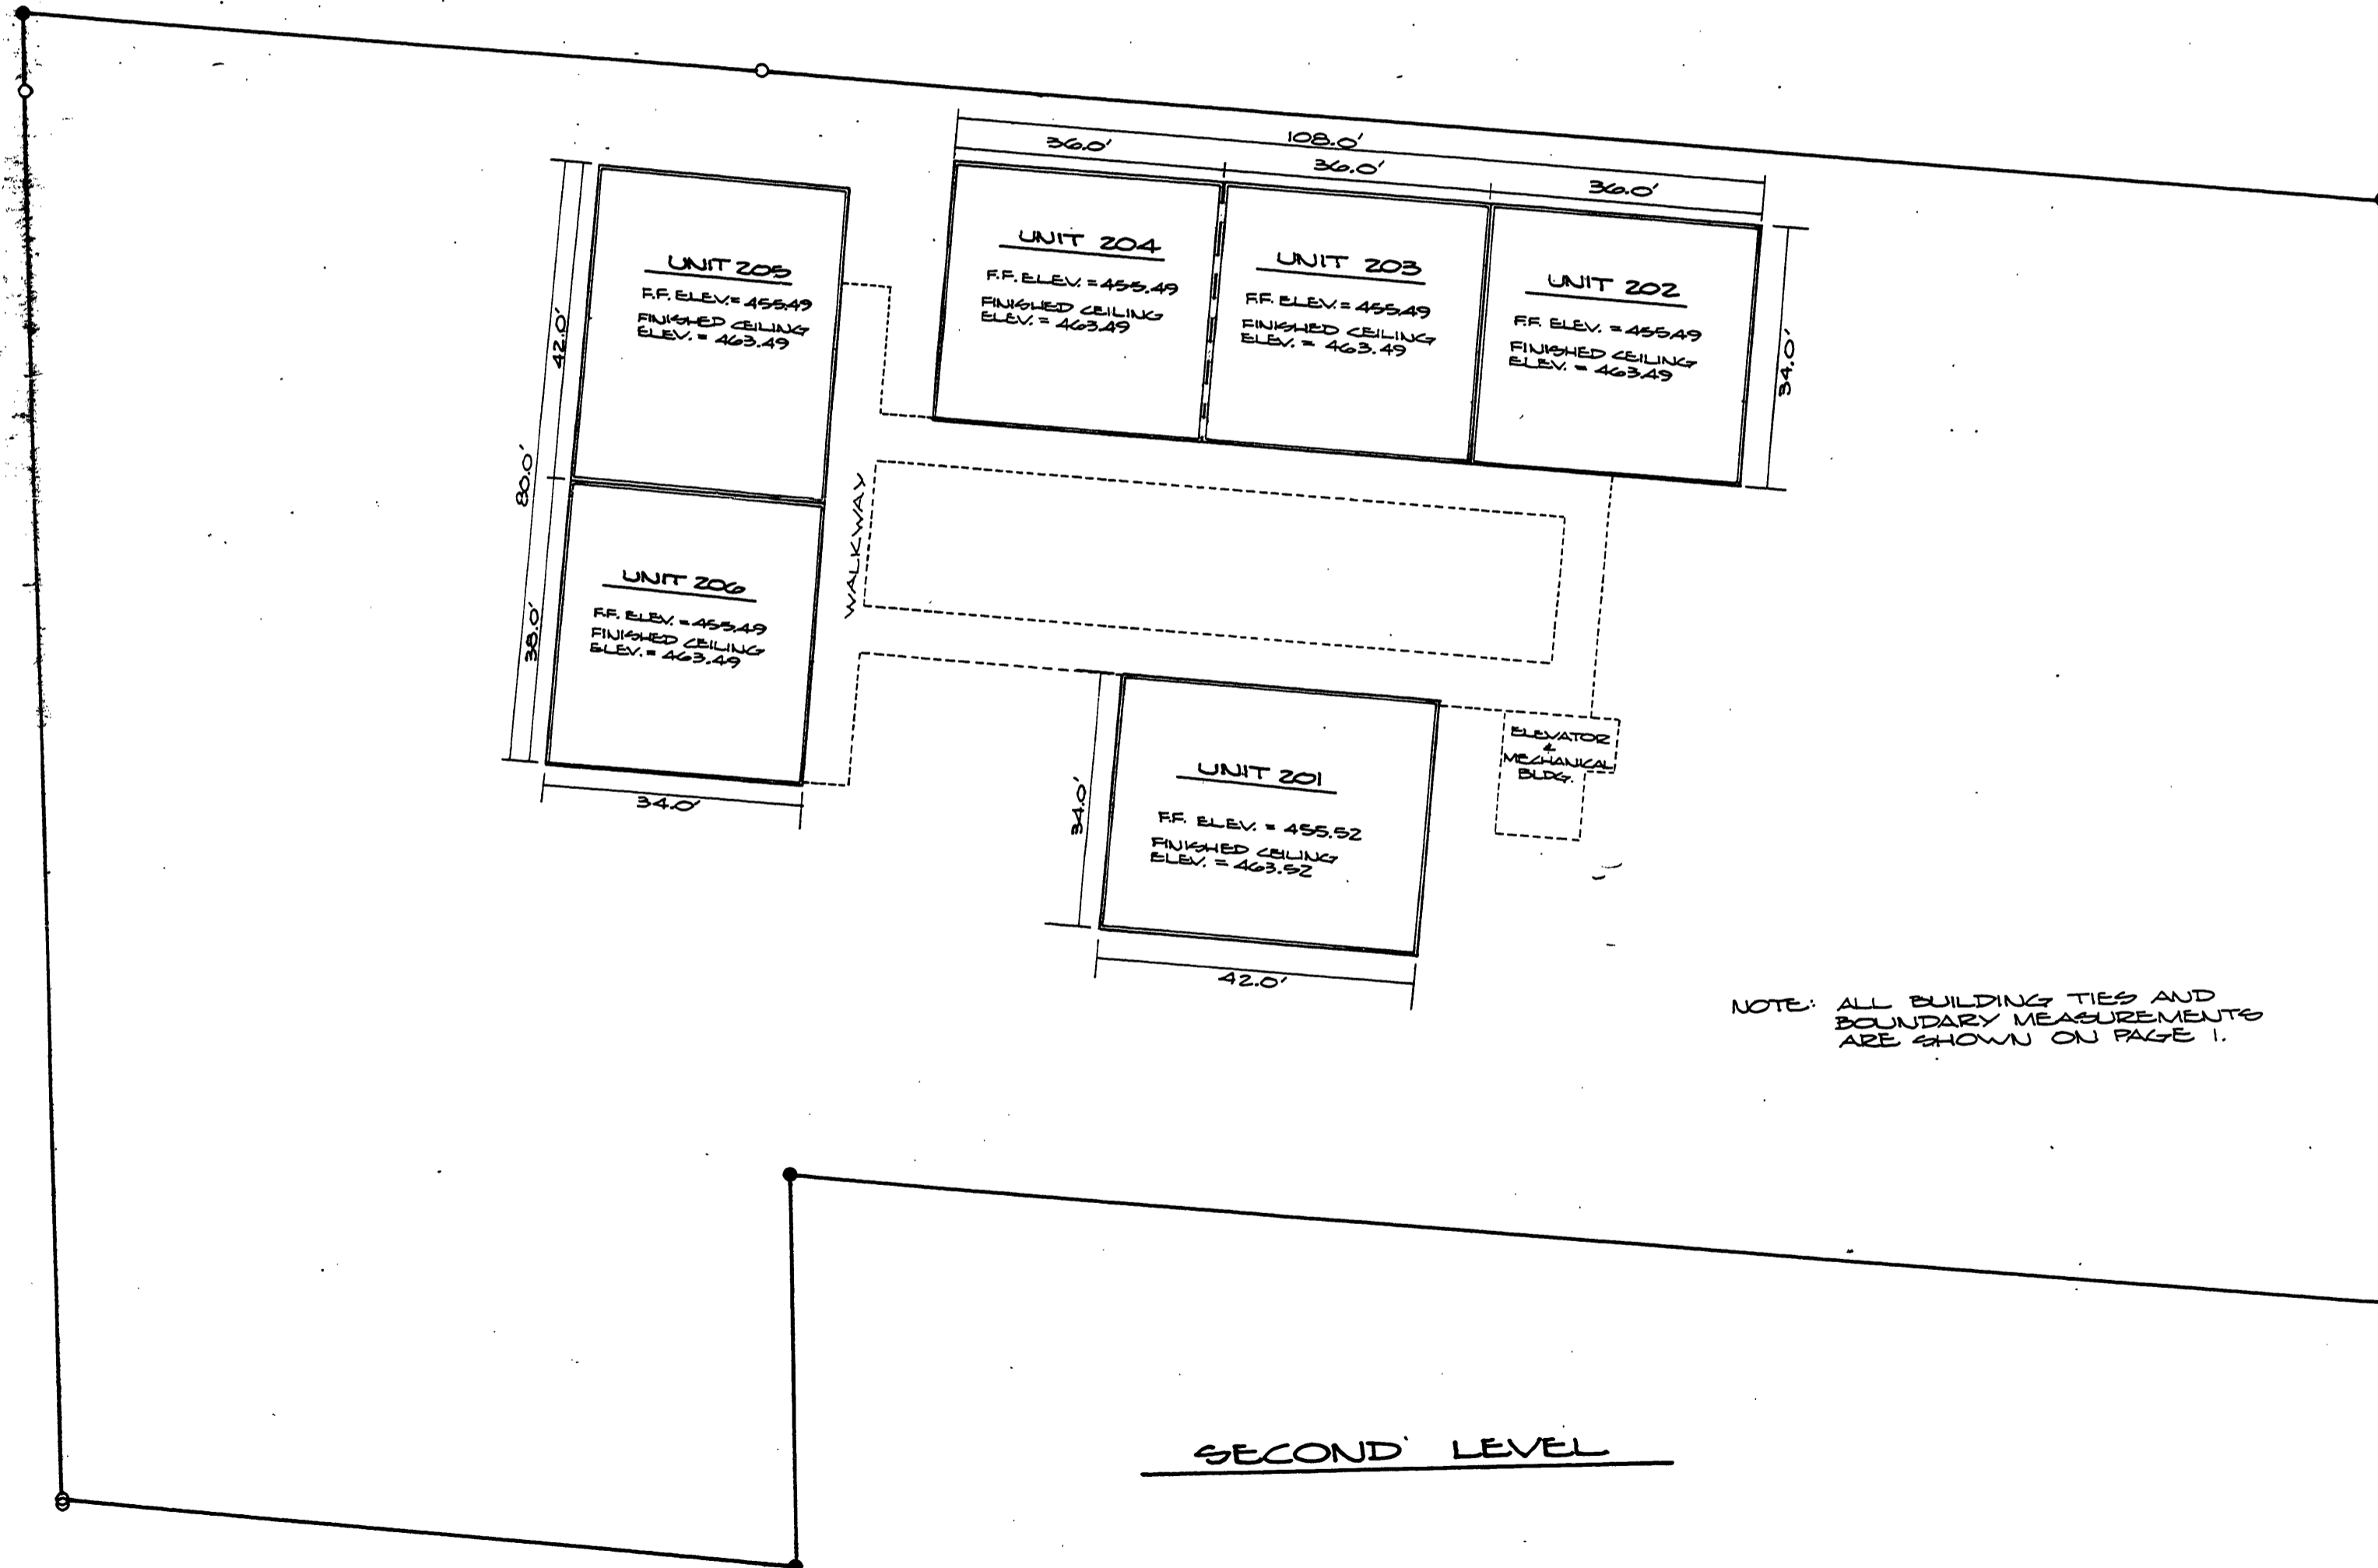 108.0'
36.0'
36.0'
36.0'
UNIT 205
F.F. ELEV. = 455.49
FINISHED CEILING
ELEV. = 463.49
42.0'
UNIT 204
F.F. ELEV. = 455.49
FINISHED CEILING
ELEV. = 463.49
UNIT 203
F.F. ELEV. = 455.49
FINISHED CEILING
ELEV. = 463.49
UNIT 202
F.F. ELEV. = 455.49
FINISHED CEILING
ELEV. = 463.49
34.0'
80.0'
WALKWAY
UNIT 206
F.F. ELEV. = 455.49
FINISHED CEILING
ELEV. = 463.49
38.0'
34.0'
ELEVATOR
&
MECHANICAL
BLDG.
UNIT 201
F.F. ELEV. = 455.52
FINISHED CEILING
ELEV. = 463.52
34.0'
42.0'
NOTE: ALL BUILDING TIES AND
BOUNDARY MEASUREMENTS
ARE SHOWN ON PAGE 1.
SECOND LEVEL